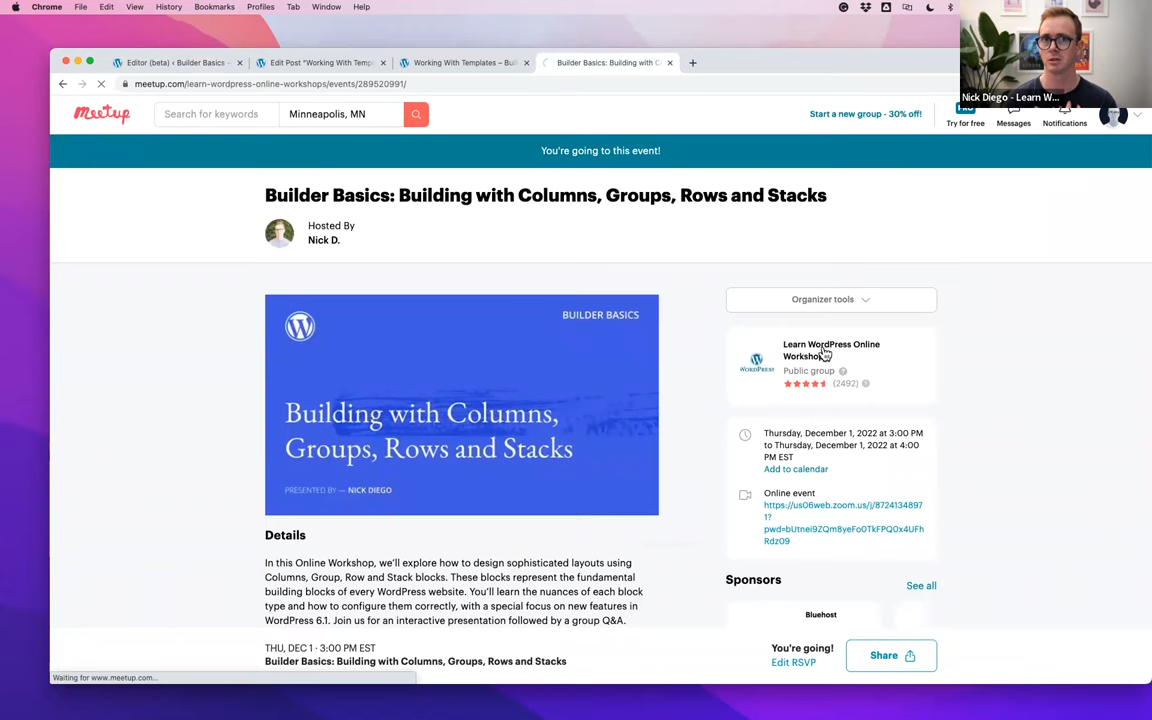 Chrome File Edit View History Bookmarks Profiles Tab Window Help
Editor (beta) ‹ Builder Basics -
Edit Post "Working With Temp
Working With Templates – Buil
Builder Basics: Building with C
meetup.com/learn-wordpress-online-workshops/events/289520991/
Nick Diego - Learn W...
meetup
Search for keywords
Minneapolis, MN
Start a new group - 30% off!
Try for free
Messages
Notifications
You're going to this event!
Builder Basics: Building with Columns, Groups, Rows and Stacks
Hosted By
Nick D.
BUILDER BASICS
Building with Columns,
Groups, Rows and Stacks
PRESENTED BY — NICK DIEGO
Organizer tools
Learn WordPress Online
Workshops
WORDPRESS
Public group
(2492)
Thursday, December 1, 2022 at 3:00 PM
to Thursday, December 1, 2022 at 4:00
PM EST
Add to calendar
Online event
https://us06web.zoom.us/j/8724134897
1?
pwd=bUtnei9ZQm8yeFo0TkFPQ0x4UFh
Rdz09
Details
In this Online Workshop, we'll explore how to design sophisticated layouts using
Columns, Group, Row and Stack blocks. These blocks represent the fundamental
building blocks of every WordPress website. You'll learn the nuances of each block
type and how to configure them correctly, with a special focus on new features in
WordPress 6.1. Join us for an interactive presentation followed by a group Q&A.
Sponsors
See all
Bluehost
THU, DEC 1 · 3:00 PM EST
Builder Basics: Building with Columns, Groups, Rows and Stacks
You're going!
Edit RSVP
Share
Waiting for www.meetup.com...